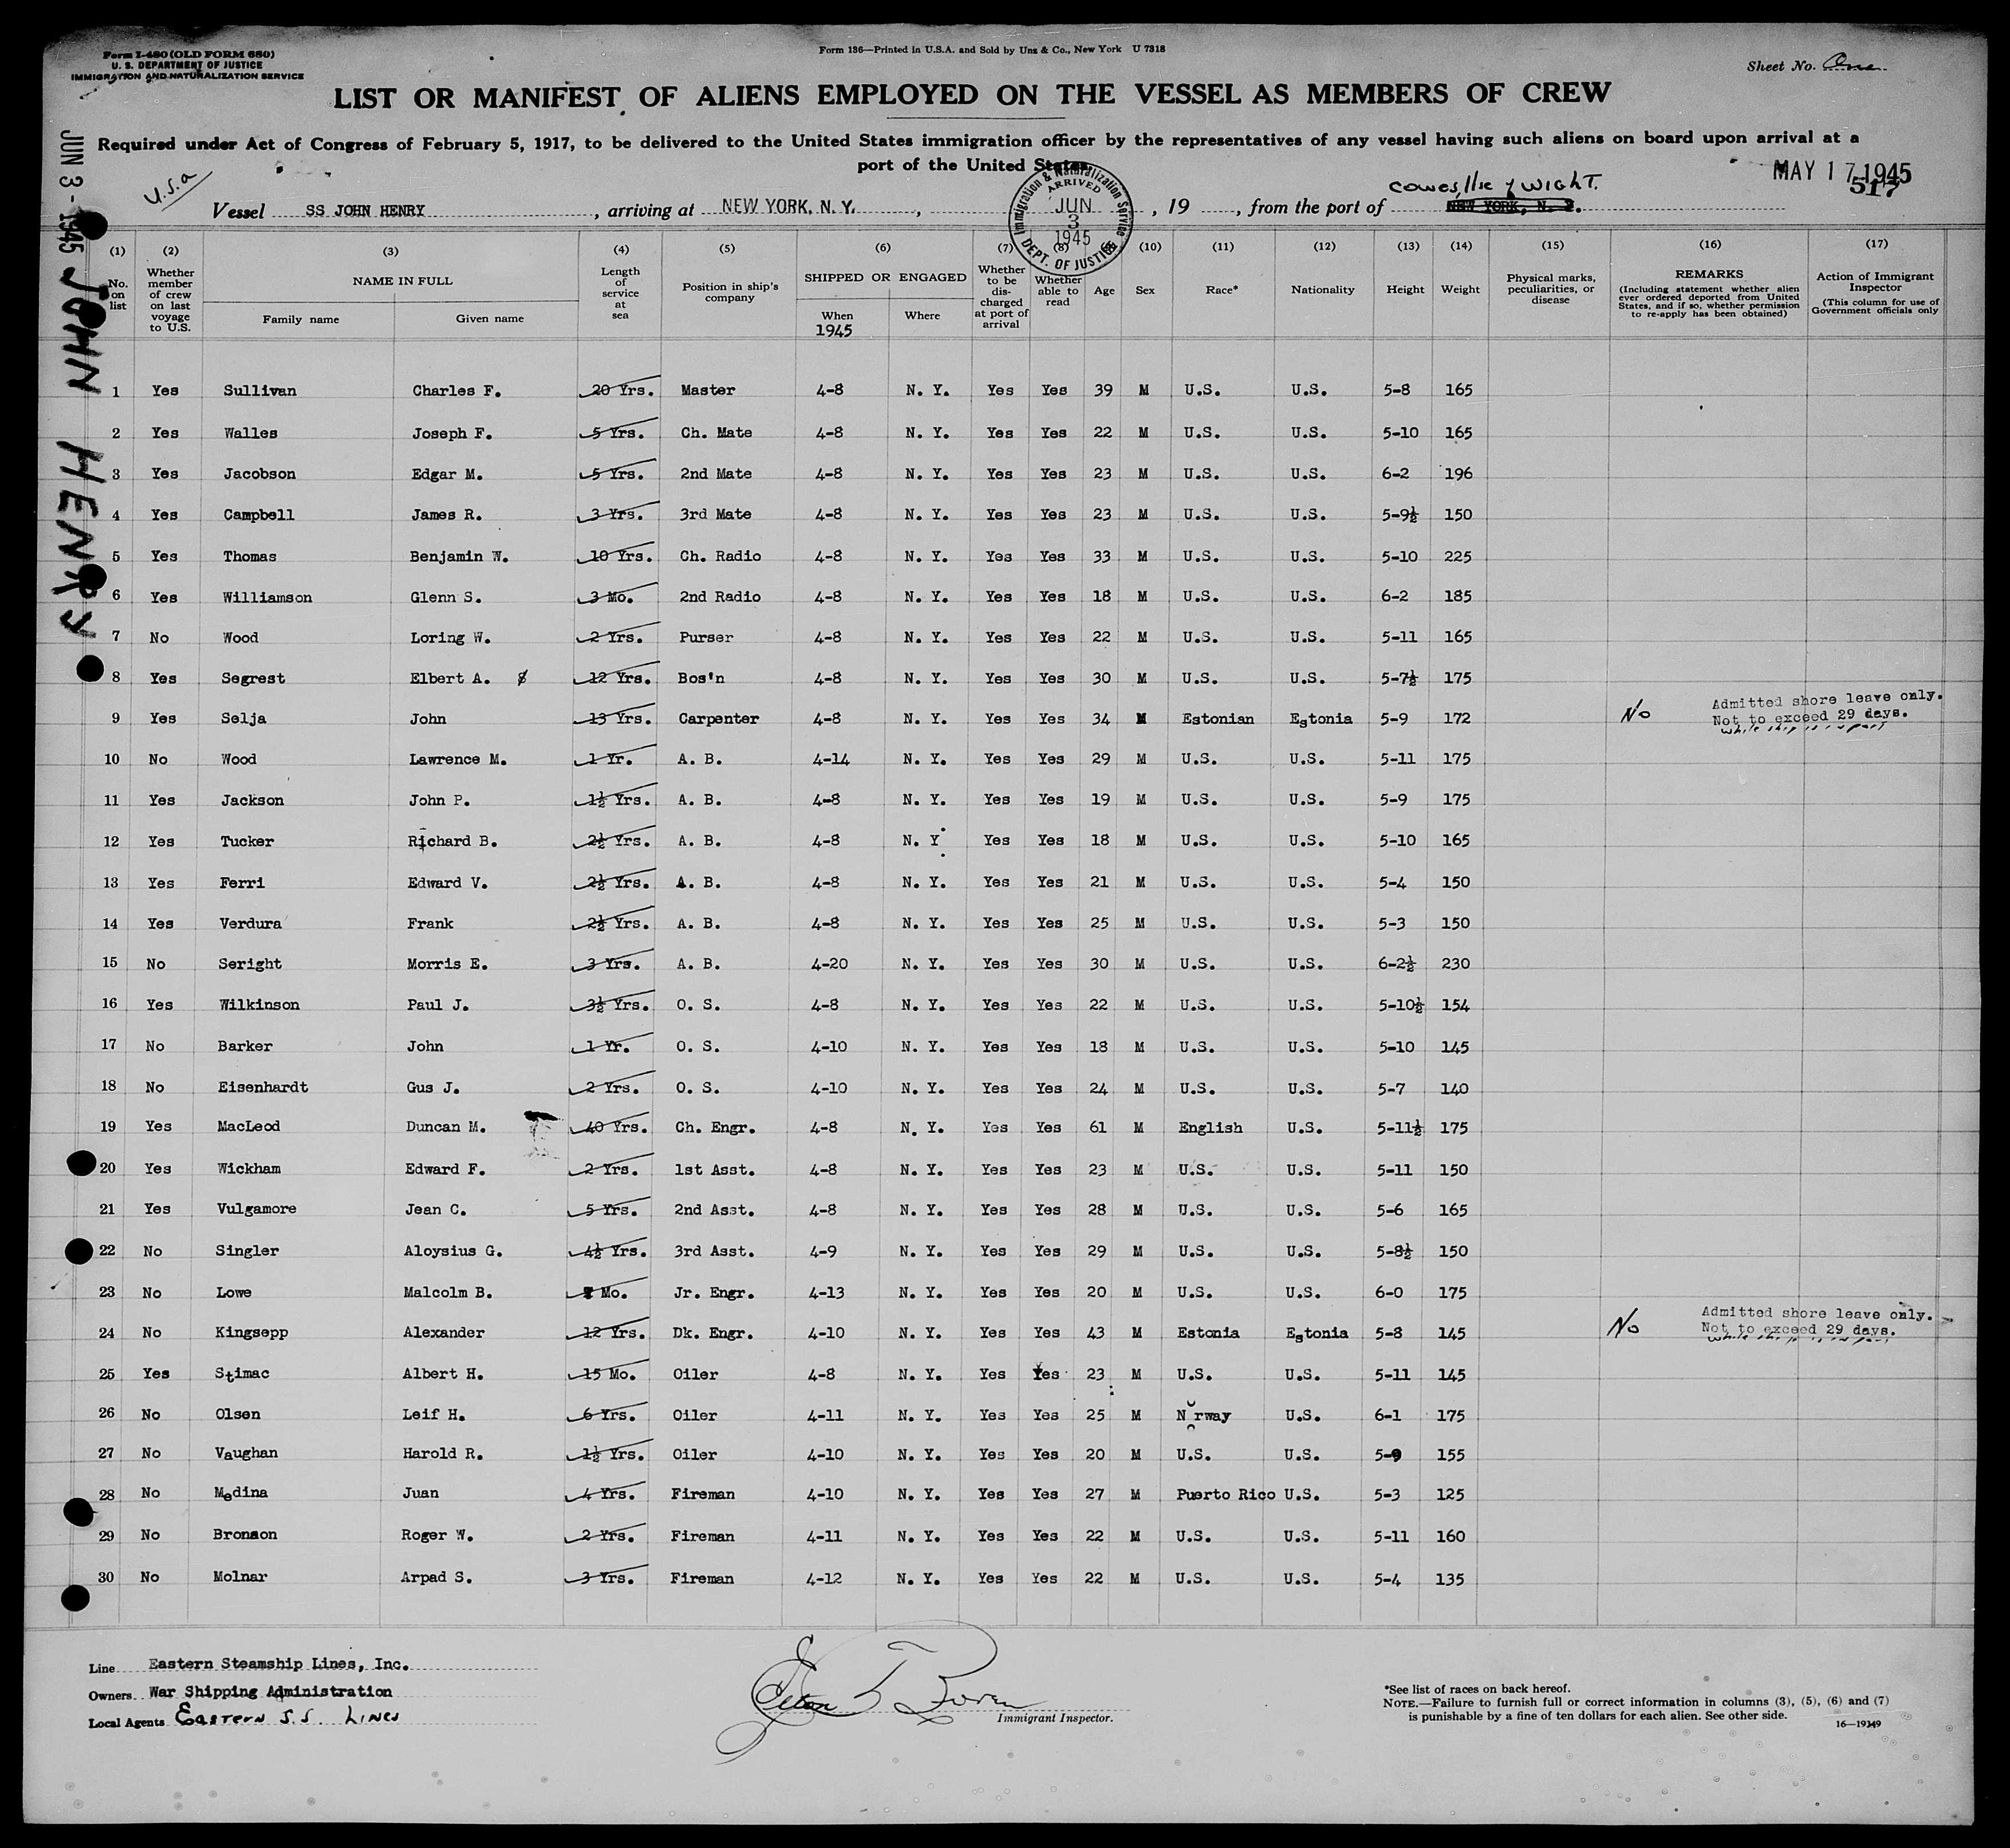 Form I-480 (OLD FORM 680)
U. S. DEPARTMENT OF JUSTICE
IMMIGRATION AND NATURALIZATION SERVICE
Form 136—Printed in U.S.A. and Sold by Unz & Co., New York U 7318
Sheet No. One
LIST OR MANIFEST OF ALIENS EMPLOYED ON THE VESSEL AS MEMBERS OF CREW
Required under Act of Congress of February 5, 1917, to be delivered to the United States immigration officer by the representatives of any vessel having such aliens on board upon arrival at a
port of the United States
MAY 17 1945
517
U.S.A
JUN 3 - 1945 JOHN HENRY
Immigration & Naturalization Service ARRIVED JUN 3 1945 DEPT. OF JUSTICE
Cowes, Isle of Wight.
Vessel SS JOHN HENRY, arriving at NEW YORK, N. Y., , 19 , from the port of NEW YORK, N. Y.
(1) (2) (3) (4) (5) (6) (7) (8) (10) (11) (12) (13) (14) (15) (16) (17)
No. on list
Whether member of crew on last voyage to U.S.
NAME IN FULL
Family name Given name
Length of service at sea
Position in ship's company
SHIPPED OR ENGAGED
When 1945 Where
Whether to be discharged at port of arrival
Whether able to read
Age
Sex
Race*
Nationality
Height
Weight
Physical marks, peculiarities, or disease
REMARKS
(Including statement whether alien ever ordered deported from United States, and if so, whether permission to re-apply has been obtained)
Action of Immigrant Inspector
(This column for use of Government officials only
1 Yes Sullivan Charles F. 20 Yrs. Master 4-8 N. Y. Yes Yes 39 M U.S. U.S. 5-8 165
2 Yes Walles Joseph F. 5 Yrs. Ch. Mate 4-8 N. Y. Yes Yes 22 M U.S. U.S. 5-10 165
3 Yes Jacobson Edgar M. 5 Yrs. 2nd Mate 4-8 N. Y. Yes Yes 23 M U.S. U.S. 6-2 196
4 Yes Campbell James R. 3 Yrs. 3rd Mate 4-8 N. Y. Yes Yes 23 M U.S. U.S. 5-9½ 150
5 Yes Thomas Benjamin W. 10 Yrs. Ch. Radio 4-8 N. Y. Yes Yes 33 M U.S. U.S. 5-10 225
6 Yes Williamson Glenn S. 3 Mo. 2nd Radio 4-8 N. Y. Yes Yes 18 M U.S. U.S. 6-2 185
7 No Wood Loring W. 2 Yrs. Purser 4-8 N. Y. Yes Yes 22 M U.S. U.S. 5-11 165
8 Yes Segrest Elbert A. 12 Yrs. Bos'n 4-8 N. Y. Yes Yes 30 M U.S. U.S. 5-7½ 175
9 Yes Selja John 13 Yrs. Carpenter 4-8 N. Y. Yes Yes 34 M Estonian Estonia 5-9 172 No Admitted shore leave only. Not to exceed 29 days. while ship is in port
10 No Wood Lawrence M. 1 Yr. A. B. 4-14 N. Y. Yes Yes 29 M U.S. U.S. 5-11 175
11 Yes Jackson John P. 1½ Yrs. A. B. 4-8 N. Y. Yes Yes 19 M U.S. U.S. 5-9 175
12 Yes Tucker Richard B. 2½ Yrs. A. B. 4-8 N. Y. Yes Yes 18 M U.S. U.S. 5-10 165
13 Yes Ferri Edward V. 2½ Yrs. A. B. 4-8 N. Y. Yes Yes 21 M U.S. U.S. 5-4 150
14 Yes Verdura Frank 2½ Yrs. A. B. 4-8 N. Y. Yes Yes 25 M U.S. U.S. 5-3 150
15 No Seright Morris E. 3 Yrs. A. B. 4-20 N. Y. Yes Yes 30 M U.S. U.S. 6-2½ 230
16 Yes Wilkinson Paul J. 3½ Yrs. O. S. 4-8 N. Y. Yes Yes 22 M U.S. U.S. 5-10½ 154
17 No Barker John 1 Yr. O. S. 4-10 N. Y. Yes Yes 18 M U.S. U.S. 5-10 145
18 No Eisenhardt Gus J. 2 Yrs. O. S. 4-10 N. Y. Yes Yes 24 M U.S. U.S. 5-7 140
19 Yes MacLeod Duncan M. 40 Yrs. Ch. Engr. 4-8 N. Y. Yes Yes 61 M English U.S. 5-11½ 175
20 Yes Wickham Edward F. 2 Yrs. 1st Asst. 4-8 N. Y. Yes Yes 23 M U.S. U.S. 5-11 150
21 Yes Vulgamore Jean C. 5 Yrs. 2nd Asst. 4-8 N. Y. Yes Yes 28 M U.S. U.S. 5-6 165
22 No Singler Aloysius G. 4½ Yrs. 3rd Asst. 4-9 N. Y. Yes Yes 29 M U.S. U.S. 5-8½ 150
23 No Lowe Malcolm B. Mo. Jr. Engr. 4-13 N. Y. Yes Yes 20 M U.S. U.S. 6-0 175
24 No Kingsepp Alexander 12 Yrs. Dk. Engr. 4-10 N. Y. Yes Yes 43 M Estonia Estonia 5-8 145 No Admitted shore leave only. Not to exceed 29 days. while ship is in port
25 Yes Stimac Albert H. 15 Mo. Oiler 4-8 N. Y. Yes Yes 23 M U.S. U.S. 5-11 145
26 No Olsen Leif H. 6 Yrs. Oiler 4-11 N. Y. Yes Yes 25 M Norway U.S. 6-1 175
27 No Vaughan Harold R. 1½ Yrs. Oiler 4-10 N. Y. Yes Yes 20 M U.S. U.S. 5-9 155
28 No Medina Juan 4 Yrs. Fireman 4-10 N. Y. Yes Yes 27 M Puerto Rico U.S. 5-3 125
29 No Bronson Roger W. 2 Yrs. Fireman 4-11 N. Y. Yes Yes 22 M U.S. U.S. 5-11 160
30 No Molnar Arpad S. 3 Yrs. Fireman 4-12 N. Y. Yes Yes 22 M U.S. U.S. 5-4 135
Line Eastern Steamship Lines, Inc.
Owners War Shipping Administration
Local Agents Eastern S.S. Lines
Immigrant Inspector.
*See list of races on back hereof.
NOTE.—Failure to furnish full or correct information in columns (3), (5), (6) and (7)
is punishable by a fine of ten dollars for each alien. See other side.
16—19349